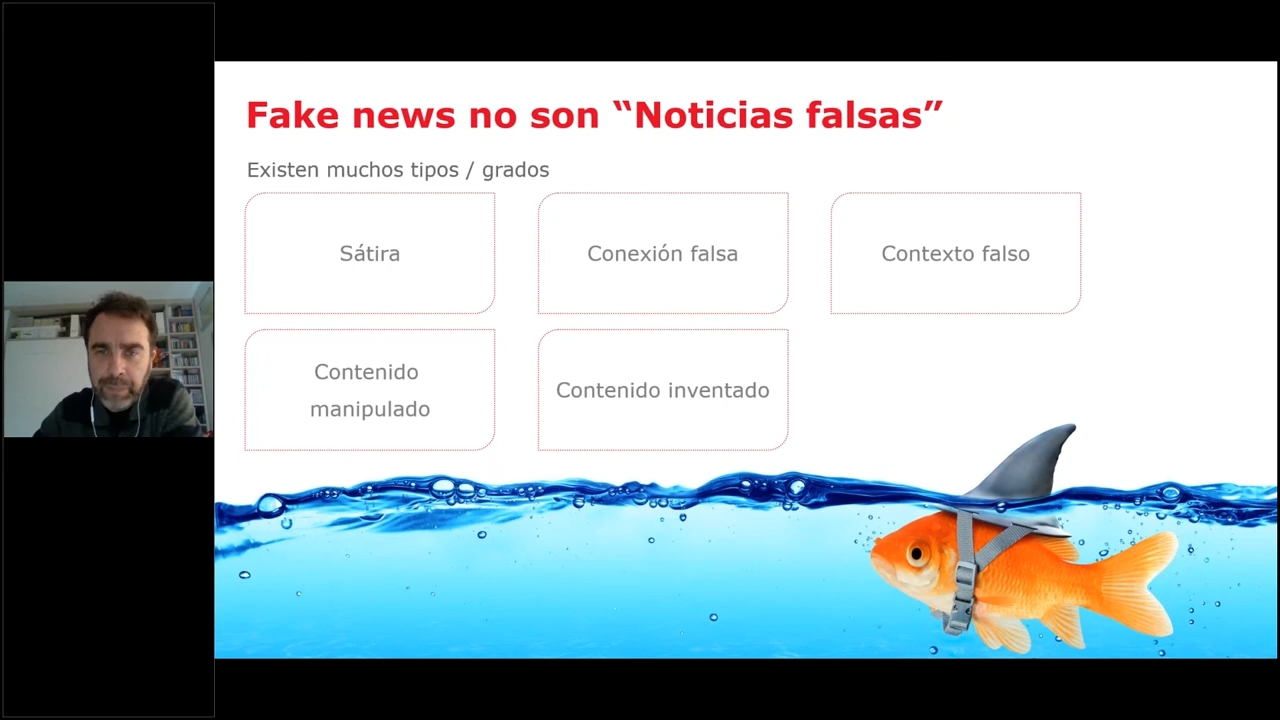 Fake news no son “Noticias falsas”
Existen muchos tipos / grados
Sátira
Conexión falsa
Contexto falso
Contenido
manipulado
Contenido inventado